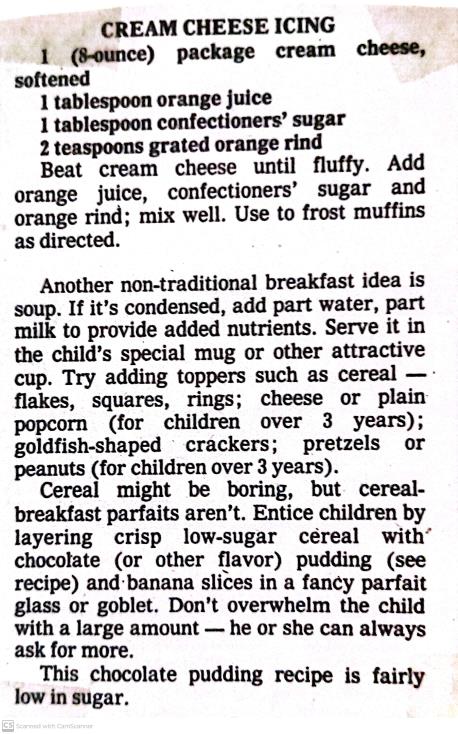 CREAM CHEESE ICING
1 (8-ounce) package cream cheese,
softened
1 tablespoon orange juice
1 tablespoon confectioners' sugar
2 teaspoons grated orange rind
Beat cream cheese until fluffy. Add
orange juice, confectioners' sugar and
orange rind; mix well. Use to frost muffins
as directed.
Another non-traditional breakfast idea is
soup. If it's condensed, add part water, part
milk to provide added nutrients. Serve it in
the child's special mug or other attractive
cup. Try adding toppers such as cereal —
flakes, squares, rings; cheese or plain
popcorn (for children over 3 years);
goldfish-shaped crackers; pretzels or
peanuts (for children over 3 years).
Cereal might be boring, but cereal-
breakfast parfaits aren't. Entice children by
layering crisp low-sugar cereal with
chocolate (or other flavor) pudding (see
recipe) and banana slices in a fancy parfait
glass or goblet. Don't overwhelm the child
with a large amount — he or she can always
ask for more.
This chocolate pudding recipe is fairly
low in sugar.
CS Scanned with CamScanner